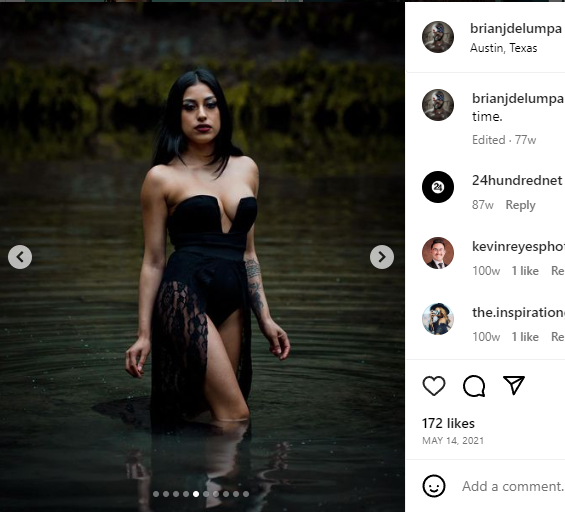 brianjdelumpa
Austin, Texas
brianjdelumpa
time.
Edited · 77w
24hundrednet
87w Reply
kevinreyespho
100w 1 like Re
the.inspiration
100w 1 like Re
172 likes
MAY 14, 2021
Add a comment.